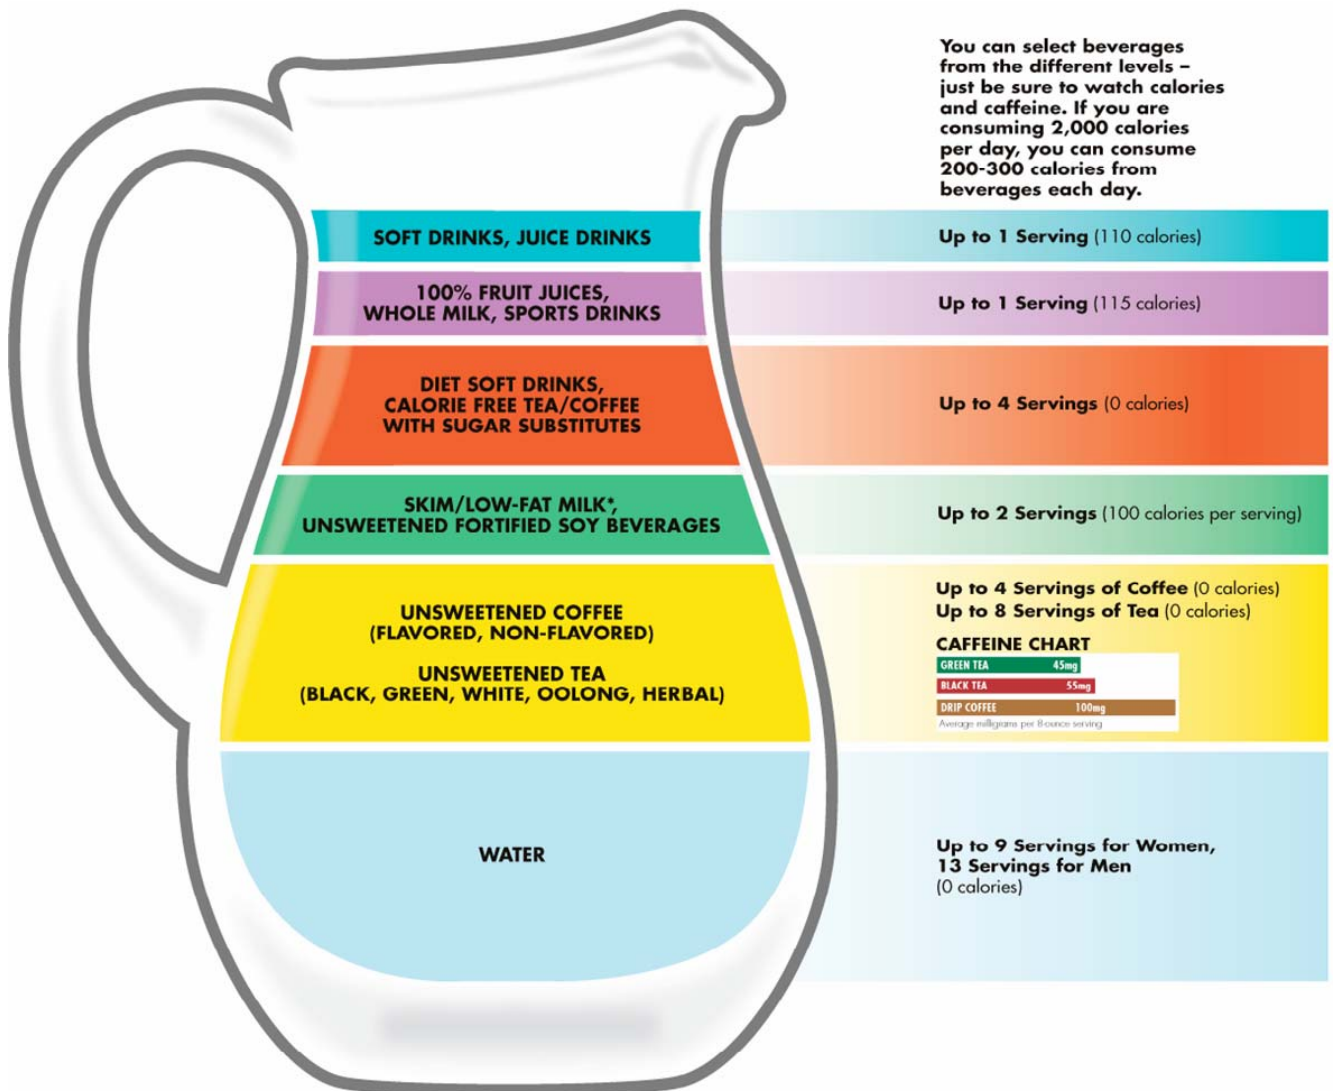 You can select beverages
from the different levels –
just be sure to watch calories
and caffeine. If you are
consuming 2,000 calories
per day, you can consume
200-300 calories from
beverages each day.
SOFT DRINKS, JUICE DRINKS
Up to 1 Serving (110 calories)
100% FRUIT JUICES,
WHOLE MILK, SPORTS DRINKS
Up to 1 Serving (115 calories)
DIET SOFT DRINKS,
CALORIE FREE TEA/COFFEE
WITH SUGAR SUBSTITUTES
Up to 4 Servings (0 calories)
SKIM/LOW-FAT MILK*,
UNSWEETENED FORTIFIED SOY BEVERAGES
Up to 2 Servings (100 calories per serving)
UNSWEETENED COFFEE
(FLAVORED, NON-FLAVORED)
UNSWEETENED TEA
(BLACK, GREEN, WHITE, OOLONG, HERBAL)
Up to 4 Servings of Coffee (0 calories)
Up to 8 Servings of Tea (0 calories)
CAFFEINE CHART
GREEN TEA 45mg
BLACK TEA 55mg
DRIP COFFEE 100mg
Average milligrams per 8-ounce serving
WATER
Up to 9 Servings for Women,
13 Servings for Men
(0 calories)